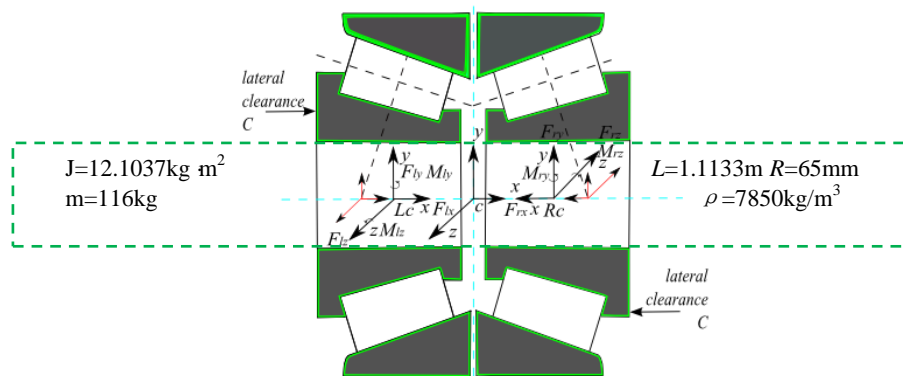 lateral
clearance
C
J=12.1037kg m²
m=116kg
y
F_ly M_ly
F_lx
Lc x
F_lz
z M_lz
y
x
c
z
F_ry
y
M_ry
F_rx x Rc
F_rz
M_rz
z
L=1.1133m R=65mm
ρ=7850kg/m³
lateral
clearance
C